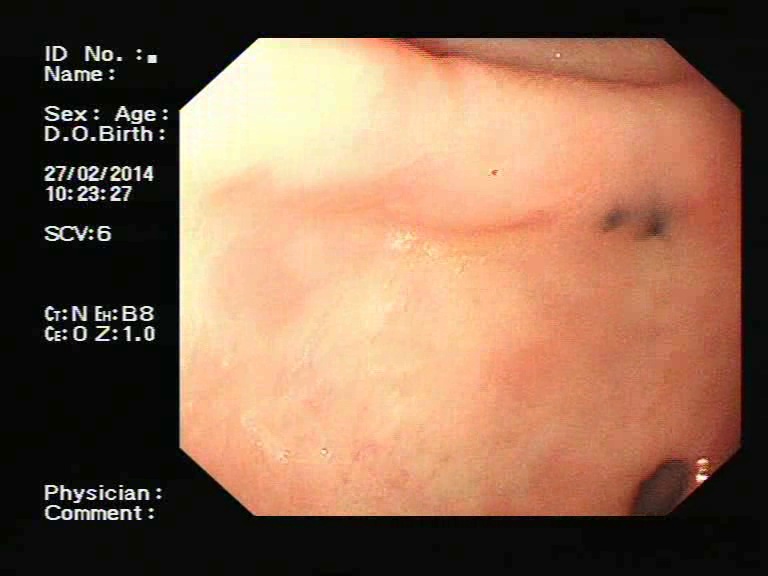 ID No. :
Name:
Sex: Age:
D.O.Birth:
27/02/2014
10:23:27
SCV:6
CT:N EH:B8
CE:0 Z:1.0
Physician:
Comment: